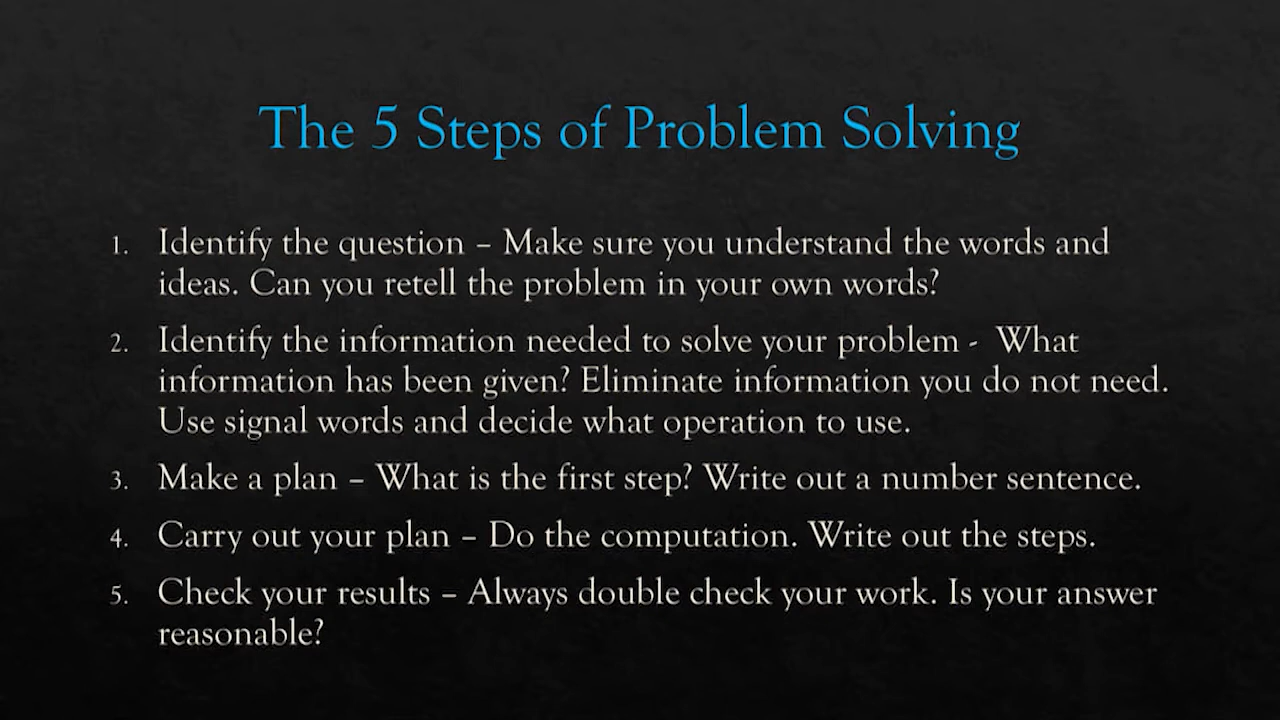 The 5 Steps of Problem Solving
1. Identify the question – Make sure you understand the words and
ideas. Can you retell the problem in your own words?
2. Identify the information needed to solve your problem - What
information has been given? Eliminate information you do not need.
Use signal words and decide what operation to use.
3. Make a plan – What is the first step? Write out a number sentence.
4. Carry out your plan – Do the computation. Write out the steps.
5. Check your results – Always double check your work. Is your answer
reasonable?